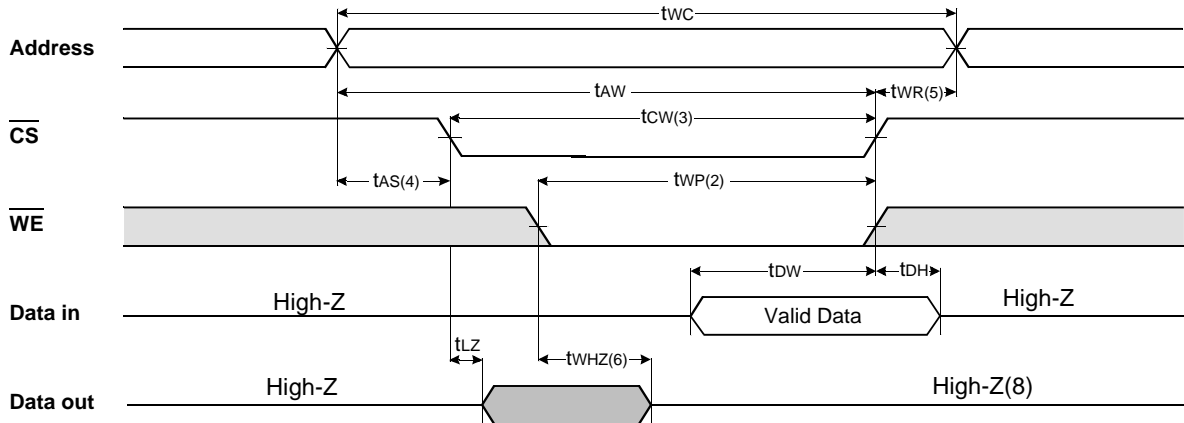 tWC
Address
tAW tWR(5)
tCW(3)
CS
tAS(4) tWP(2)
WE
tDW tDH
High-Z High-Z
Data in Valid Data
tLZ tWHZ(6)
High-Z High-Z(8)
Data out